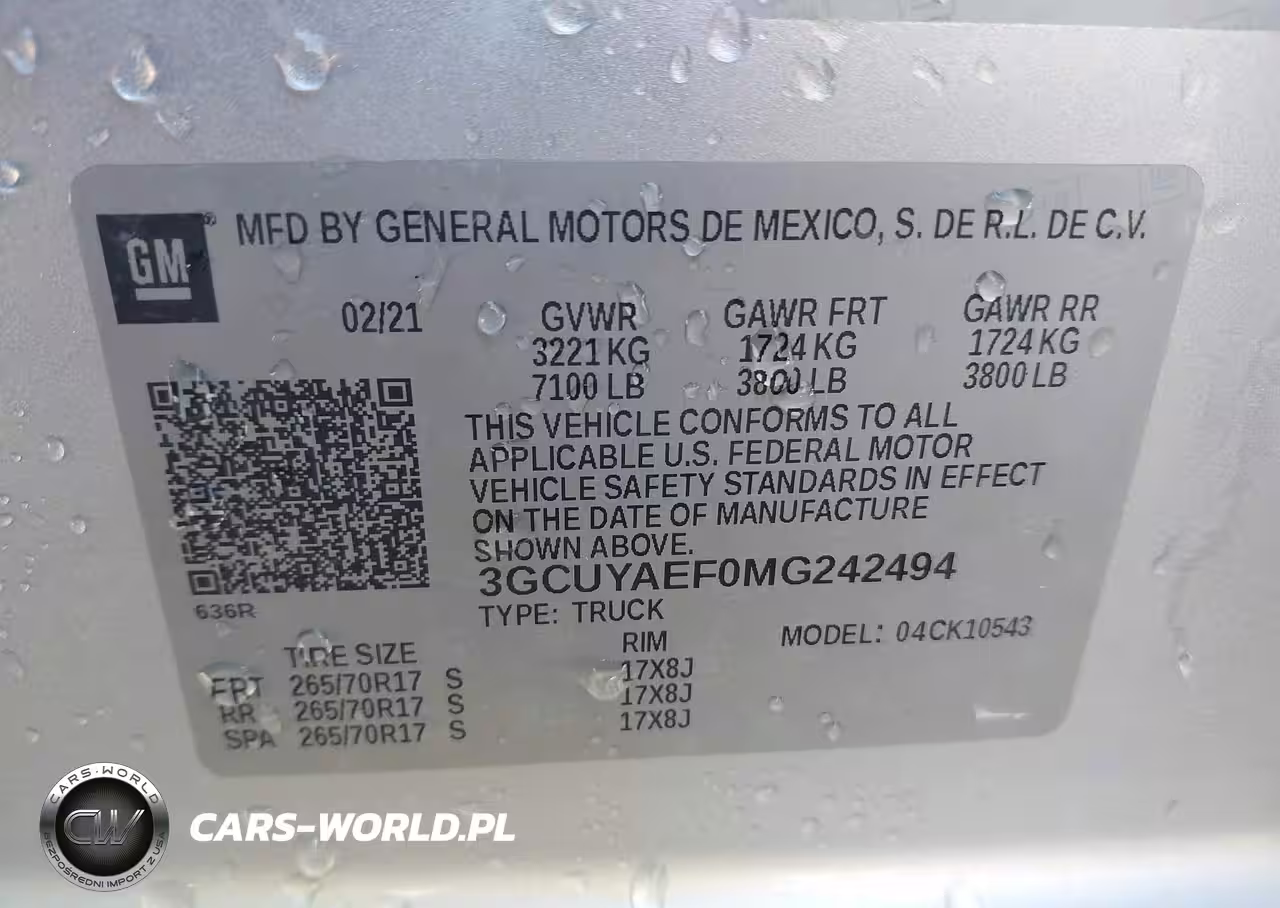 GM® MFD BY GENERAL MOTORS DE MEXICO, S. DE R.L. DE C.V.
02/21 GVWR GAWR FRT GAWR RR
3221 KG 1724 KG 1724 KG
7100 LB 3800 LB 3800 LB
THIS VEHICLE CONFORMS TO ALL
APPLICABLE U.S. FEDERAL MOTOR
VEHICLE SAFETY STANDARDS IN EFFECT
ON THE DATE OF MANUFACTURE
SHOWN ABOVE.
3GCUYAEF0MG242494
636R
TYPE: TRUCK MODEL: 04CK10543
TIRE SIZE RIM
FRT 265/70R17 S 17X8J
RR 265/70R17 S 17X8J
SPA 265/70R17 S 17X8J
CARS-WORLD
CW
BEZPOŚREDNI IMPORT Z USA
CARS-WORLD.PL